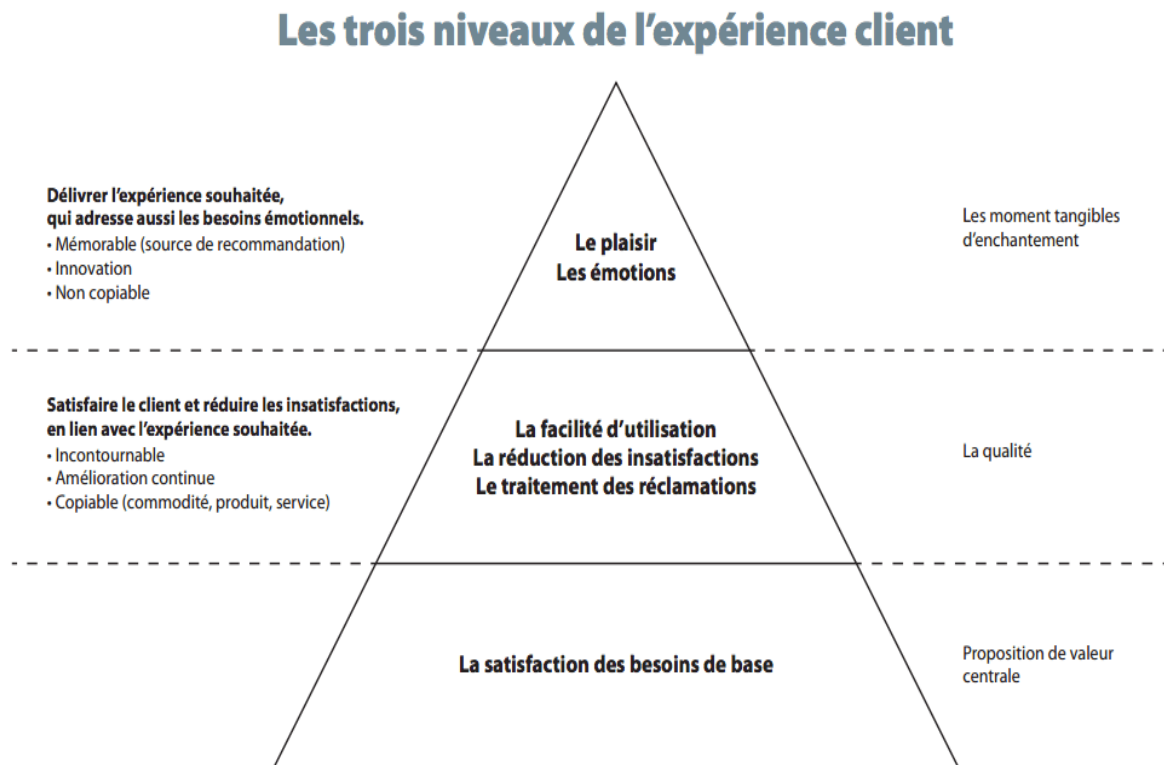 Les trois niveaux de l'expérience client
Délivrer l'expérience souhaitée,
qui adresse aussi les besoins émotionnels.
• Mémorable (source de recommandation)
• Innovation
• Non copiable
Le plaisir
Les émotions
Les moment tangibles
d'enchantement
Satisfaire le client et réduire les insatisfactions,
en lien avec l'expérience souhaitée.
• Incontournable
• Amélioration continue
• Copiable (commodité, produit, service)
La facilité d'utilisation
La réduction des insatisfactions
Le traitement des réclamations
La qualité
La satisfaction des besoins de base
Proposition de valeur
centrale